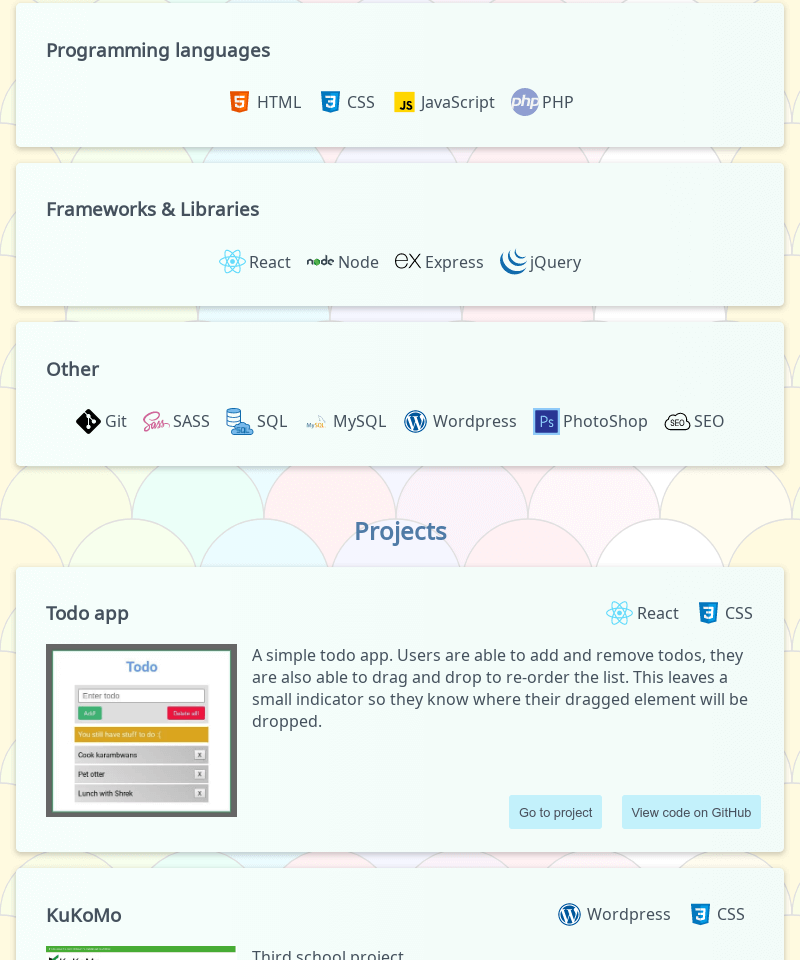 Programming languages
HTML CSS JS JavaScript php PHP
Frameworks & Libraries
React node Node ex Express jQuery
Other
Git Sass SASS SQL SQL MySQL MySQL Wordpress Ps PhotoShop SEO SEO
Projects
Todo app React CSS
Todo
Enter todo
Add! Delete all!
You still have stuff to do :(
Cook karambwans x
Pet otter x
Lunch with Shrek x
A simple todo app. Users are able to add and remove todos, they
are also able to drag and drop to re-order the list. This leaves a
small indicator so they know where their dragged element will be
dropped.
Go to project View code on GitHub
KuKoMo Wordpress CSS
Third school project